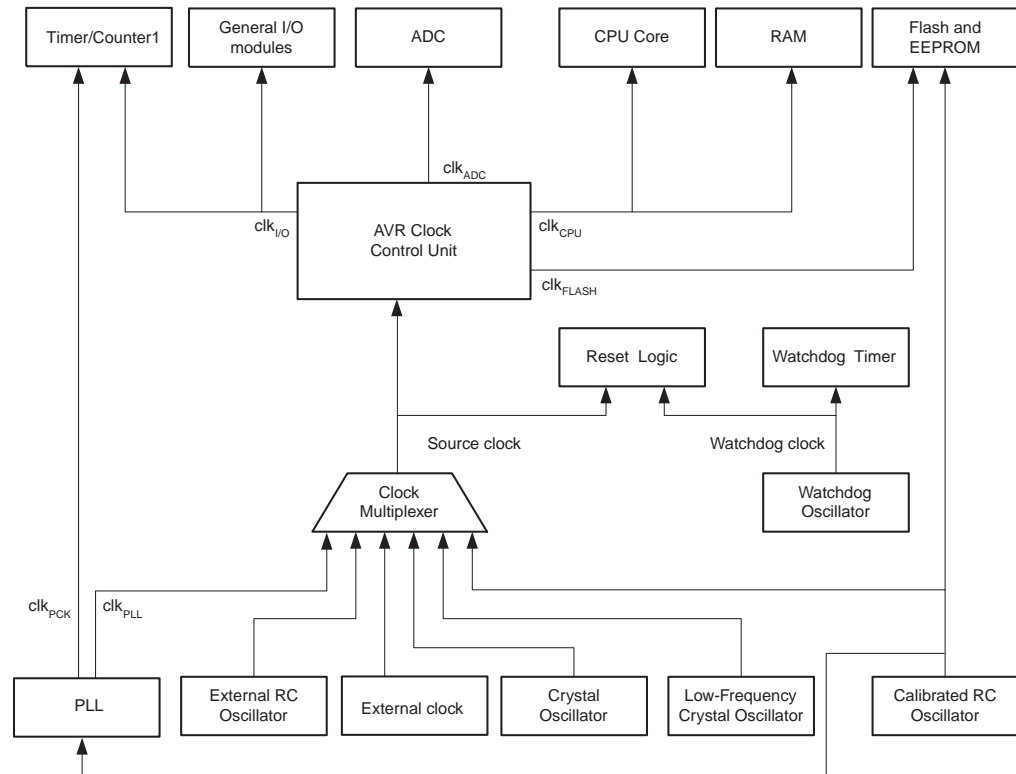 Timer/Counter1
General I/O
modules
ADC
CPU Core
RAM
Flash and
EEPROM
clkADC
clkI/O
AVR Clock
Control Unit
clkCPU
clkFLASH
Reset Logic
Watchdog Timer
Source clock
Watchdog clock
Clock
Multiplexer
Watchdog
Oscillator
clkPCK
clkPLL
PLL
External RC
Oscillator
External clock
Crystal
Oscillator
Low-Frequency
Crystal Oscillator
Calibrated RC
Oscillator